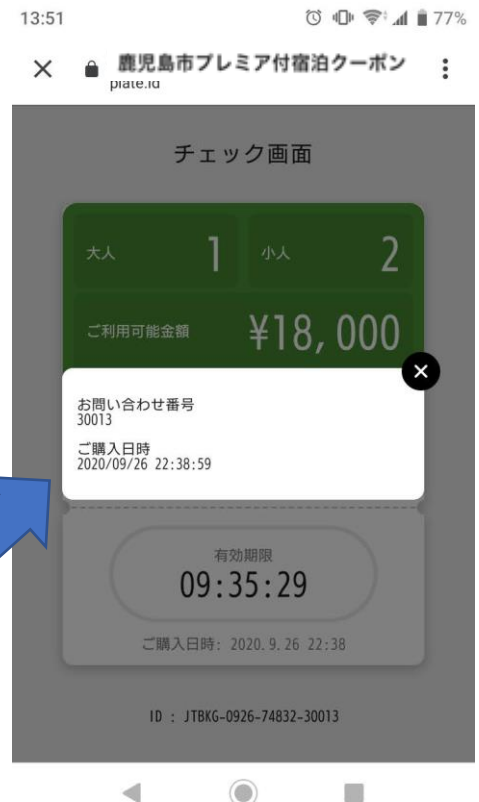 13:51
77%
鹿児島市プレミア付宿泊クーポン
plate.id
チェック画面
大人 1 小人 2
ご利用可能金額 ¥18,000
お問い合わせ番号
30013
ご購入日時
2020/09/26 22:38:59
有効期限
09:35:29
ご購入日時: 2020.9.26 22:38
ID : JTBKG-0926-74832-30013